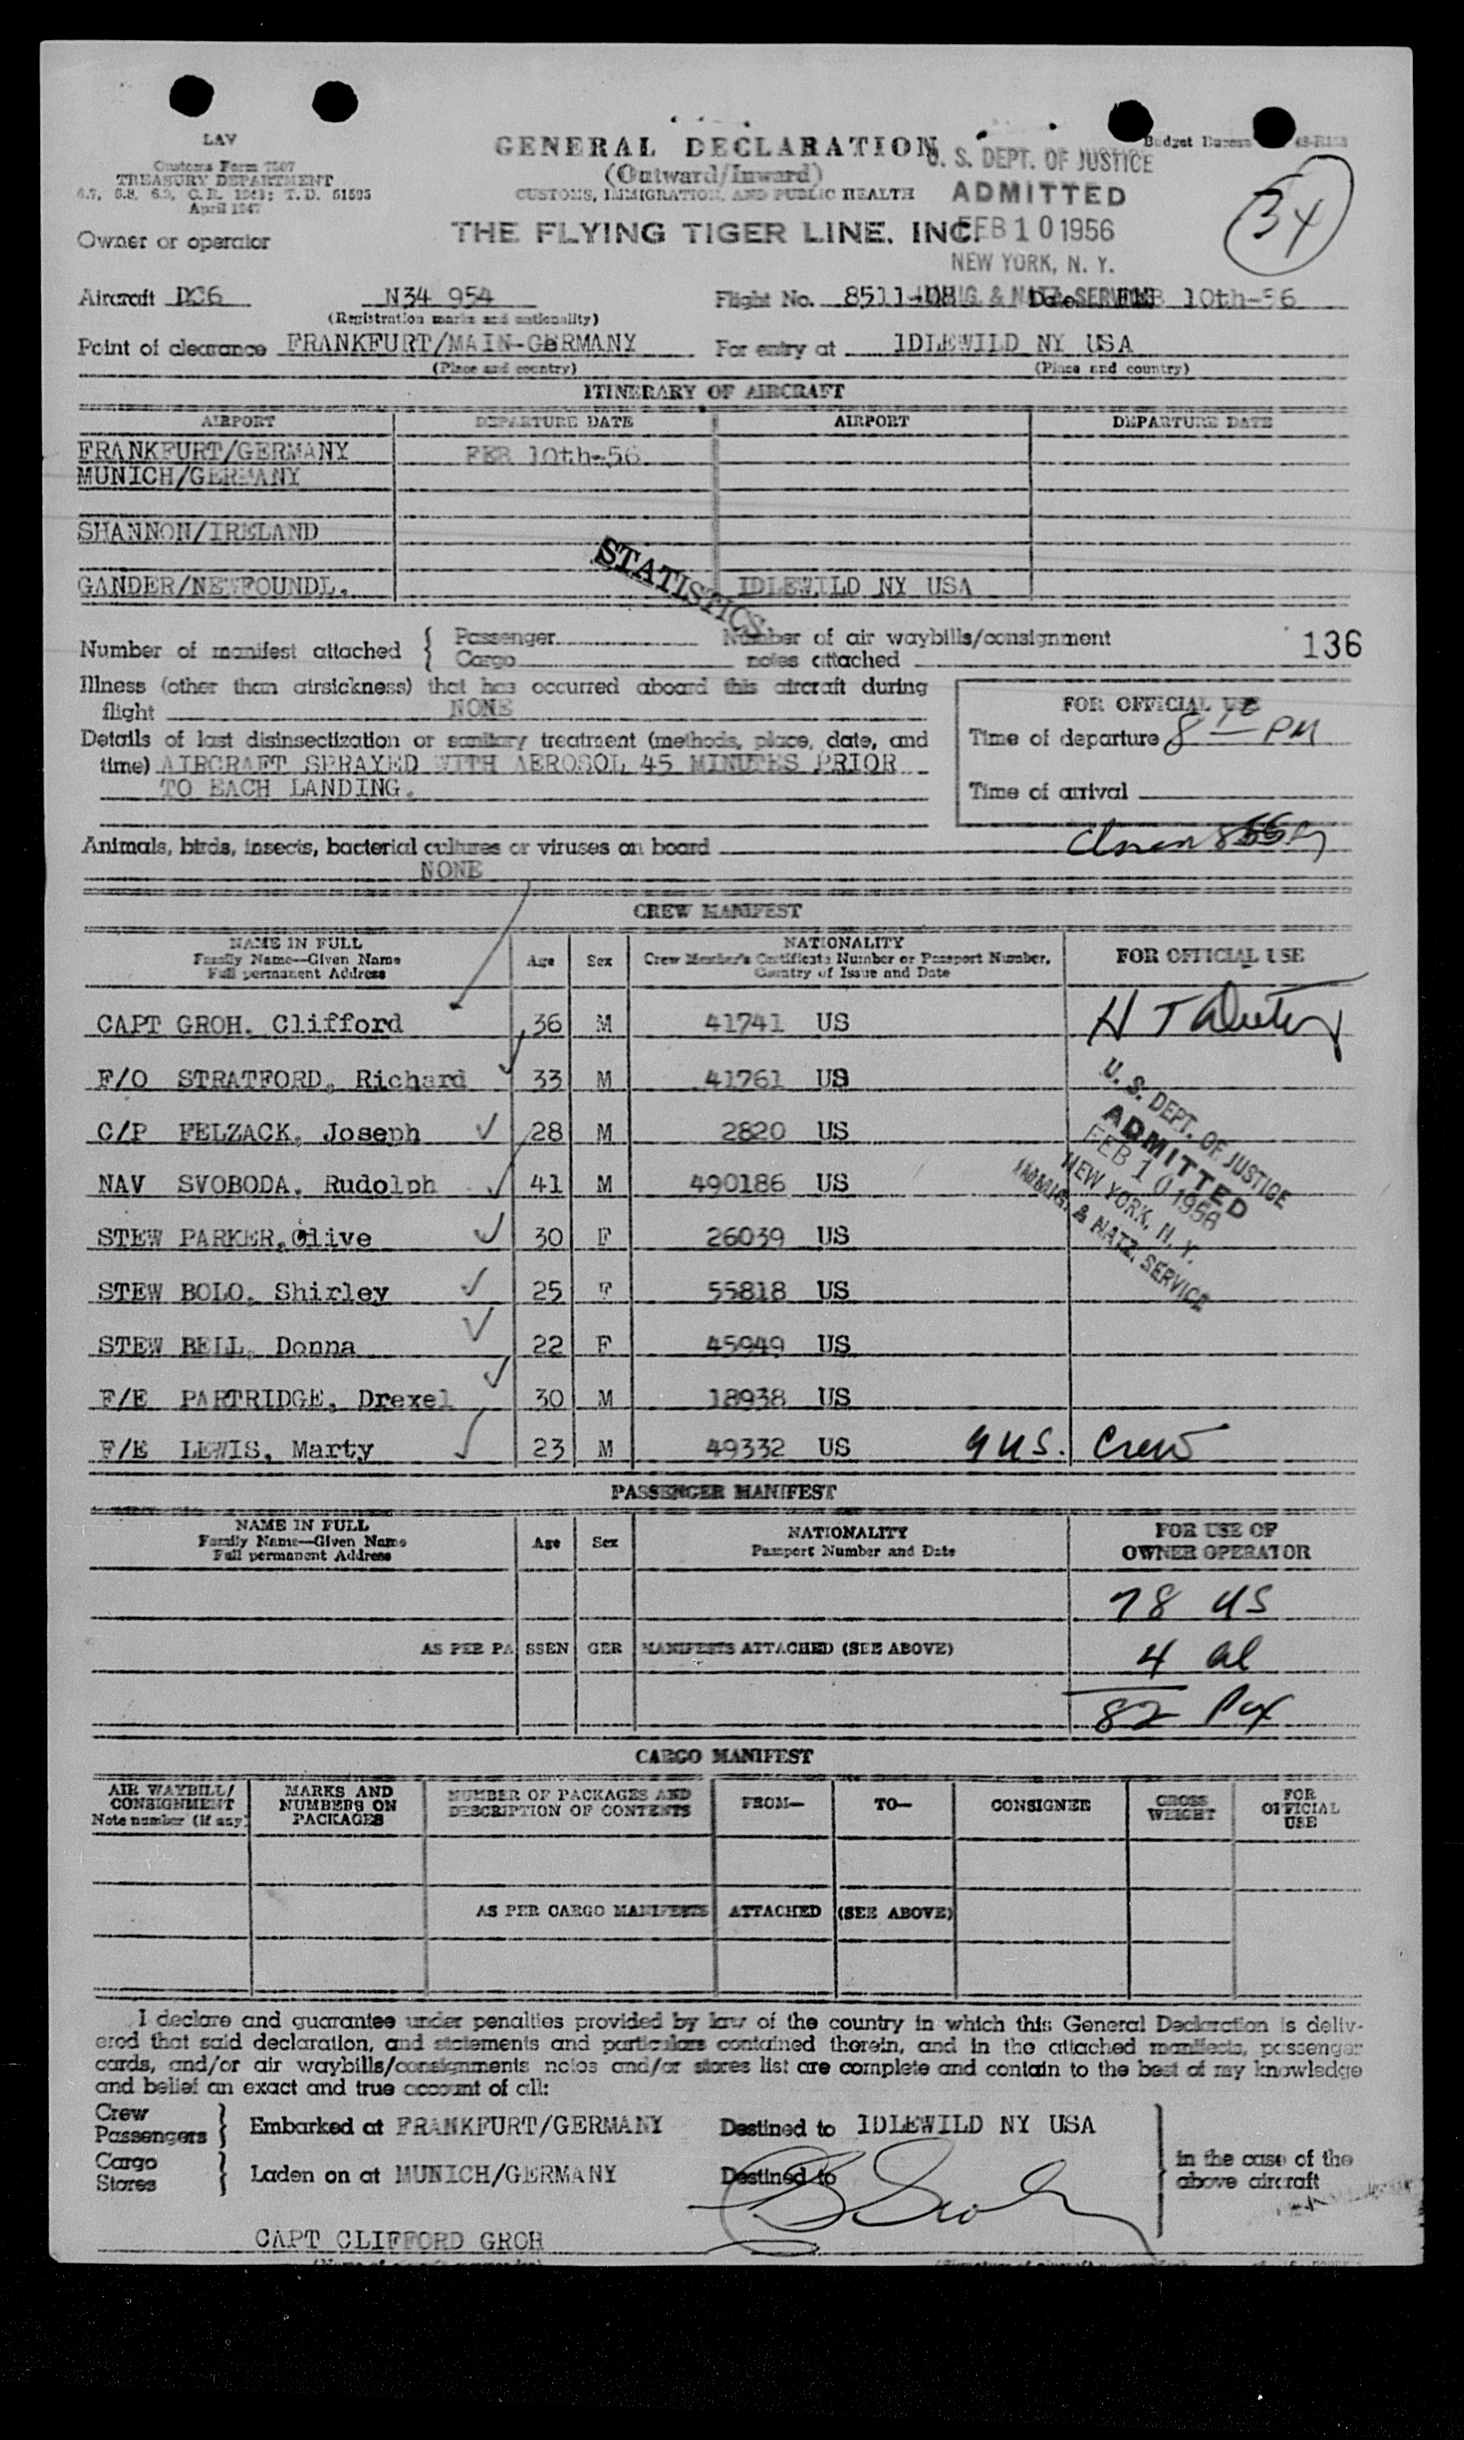 LAV
Customs Form 7507
TREASURY DEPARTMENT
6.7, 6.8, 6.9, C.R. 1943; T.D. 51595
April 1947
GENERAL DECLARATION
(Outward/Inward)
CUSTOMS, IMMIGRATION, AND PUBLIC HEALTH
Budget Bureau
U. S. DEPT. OF JUSTICE
ADMITTED
FEB 10 1956
NEW YORK, N. Y.
IMMIG & NATZ SERVICE
34
Owner or operator
THE FLYING TIGER LINE, INC.
Aircraft DC6 N34 954 Flight No. 8511-08 Date FEB 10th-56
(Registration marks and nationality)
Point of clearance FRANKFURT/MAIN-GERMANY For entry at IDLEWILD NY USA
(Place and country) (Place and country)
ITINERARY OF AIRCRAFT
AIRPORT DEPARTURE DATE AIRPORT DEPARTURE DATE
FRANKFURT/GERMANY FEB 10th-56
MUNICH/GERMANY
SHANNON/IRELAND
STATISTICS
GANDER/NEWFOUNDL. IDLEWILD NY USA
Number of manifest attached { Passenger Number of air waybills/consignment 136
Cargo notes attached
Illness (other than airsickness) that has occurred aboard this aircraft during
flight NONE
FOR OFFICIAL USE
Details of last disinsectization or sanitary treatment (methods, place, date, and
time) AIRCRAFT SPRAYED WITH AEROSOL 45 MINUTES PRIOR
TO EACH LANDING.
Time of departure 8 PM
Time of arrival
Animals, birds, insects, bacterial cultures or viruses on board
NONE
CREW MANIFEST
NAME IN FULL
Family Name—Given Name
Full permanent Address
Age Sex
NATIONALITY
Crew Member's Certificate Number or Passport Number,
Country of Issue and Date
FOR OFFICIAL USE
CAPT GROH. Clifford 36 M 41741 US
F/O STRATFORD, Richard 33 M 41761 US
C/P FELZACK, Joseph 28 M 2820 US
NAV SVOBODA, Rudolph 41 M 490186 US
STEW PARKER, Olive 30 F 26039 US
STEW BOLO, Shirley 25 F 55818 US
STEW BELL, Donna 22 F 45949 US
F/E PARTRIDGE, Drexel 30 M 18938 US
F/E LEWIS, Marty 23 M 49332 US 9 US. Crew
U. S. DEPT. OF JUSTICE
ADMITTED
FEB 10 1956
NEW YORK, N. Y.
IMMIG. & NATZ. SERVICE
PASSENGER MANIFEST
NAME IN FULL
Family Name—Given Name
Full permanent Address
Age Sex
NATIONALITY
Passport Number and Date
FOR USE OF
OWNER OPERATOR
78 US
AS PER PASSENGER MANIFESTS ATTACHED (SEE ABOVE) 4 al
82 Pax
CARGO MANIFEST
AIR WAYBILL/
CONSIGNMENT
Note number (if any)
MARKS AND
NUMBERS ON
PACKAGES
NUMBER OF PACKAGES AND
DESCRIPTION OF CONTENTS
FROM— TO— CONSIGNEE
GROSS
WEIGHT
FOR
OFFICIAL
USE
AS PER CARGO MANIFESTS ATTACHED (SEE ABOVE)
I declare and guarantee under penalties provided by law of the country in which this General Declaration is deliv-
ered that said declaration, and statements and particulars contained therein, and in the attached manifests, passenger
cards, and/or air waybills/consignments notes and/or stores list are complete and contain to the best of my knowledge
and belief an exact and true account of all:
Crew
Passengers } Embarked at FRANKFURT/GERMANY Destined to IDLEWILD NY USA
Cargo
Stores } Laden on at MUNICH/GERMANY Destined to
in the case of the
above aircraft
CAPT CLIFFORD GROH